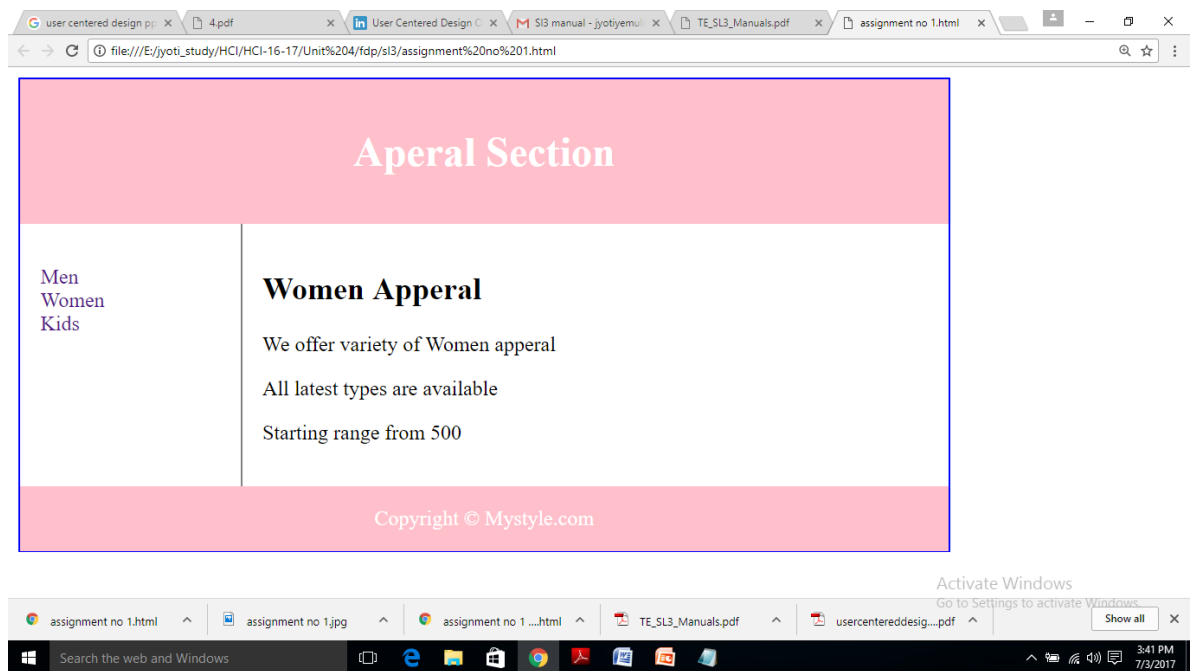 user centered design pp
4.pdf
User Centered Design C
Sl3 manual - jyotiyemul
TE_SL3_Manuals.pdf
assignment no 1.html
file:///E:/jyoti_study/HCI/HCI-16-17/Unit%204/fdp/sl3/assignment%20no%201.html
Aperal Section
Men
Women
Kids
Women Apperal
We offer variety of Women apperal
All latest types are available
Starting range from 500
Copyright © Mystyle.com
Activate Windows
Go to Settings to activate Windows.
assignment no 1.html
assignment no 1.jpg
assignment no 1 ....html
TE_SL3_Manuals.pdf
usercentereddesig....pdf
Show all
Search the web and Windows
3:41 PM
7/3/2017